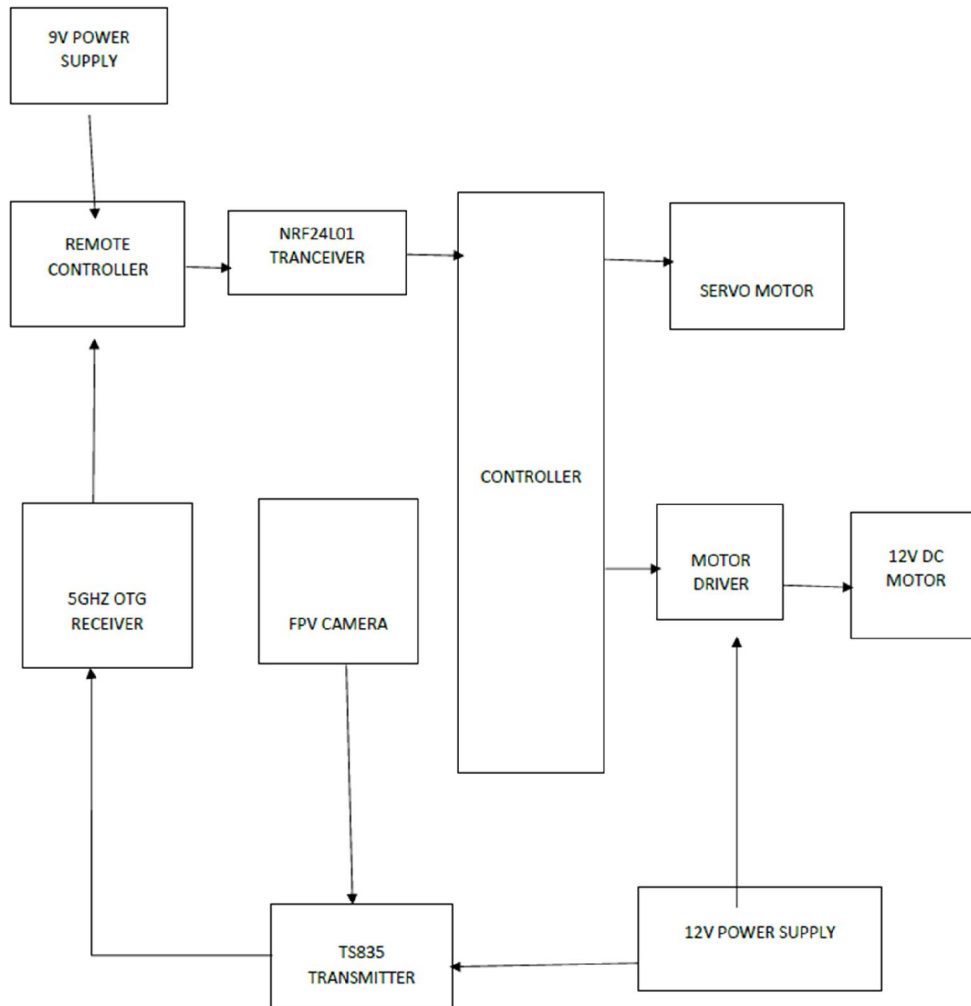 9V POWER
SUPPLY
REMOTE
CONTROLLER
NRF24L01
TRANCEIVER
SERVO MOTOR
CONTROLLER
5GHZ OTG
RECEIVER
FPV CAMERA
MOTOR
DRIVER
12V DC
MOTOR
TS835
TRANSMITTER
12V POWER SUPPLY